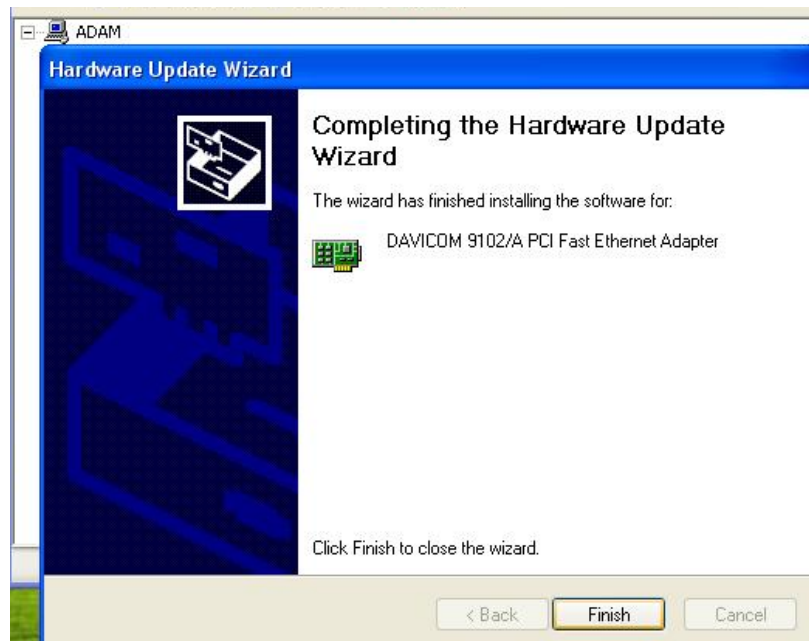 ADAM
Hardware Update Wizard
Completing the Hardware Update
Wizard
The wizard has finished installing the software for:
DAVICOM 9102/A PCI Fast Ethernet Adapter
Click Finish to close the wizard.
< Back Finish Cancel